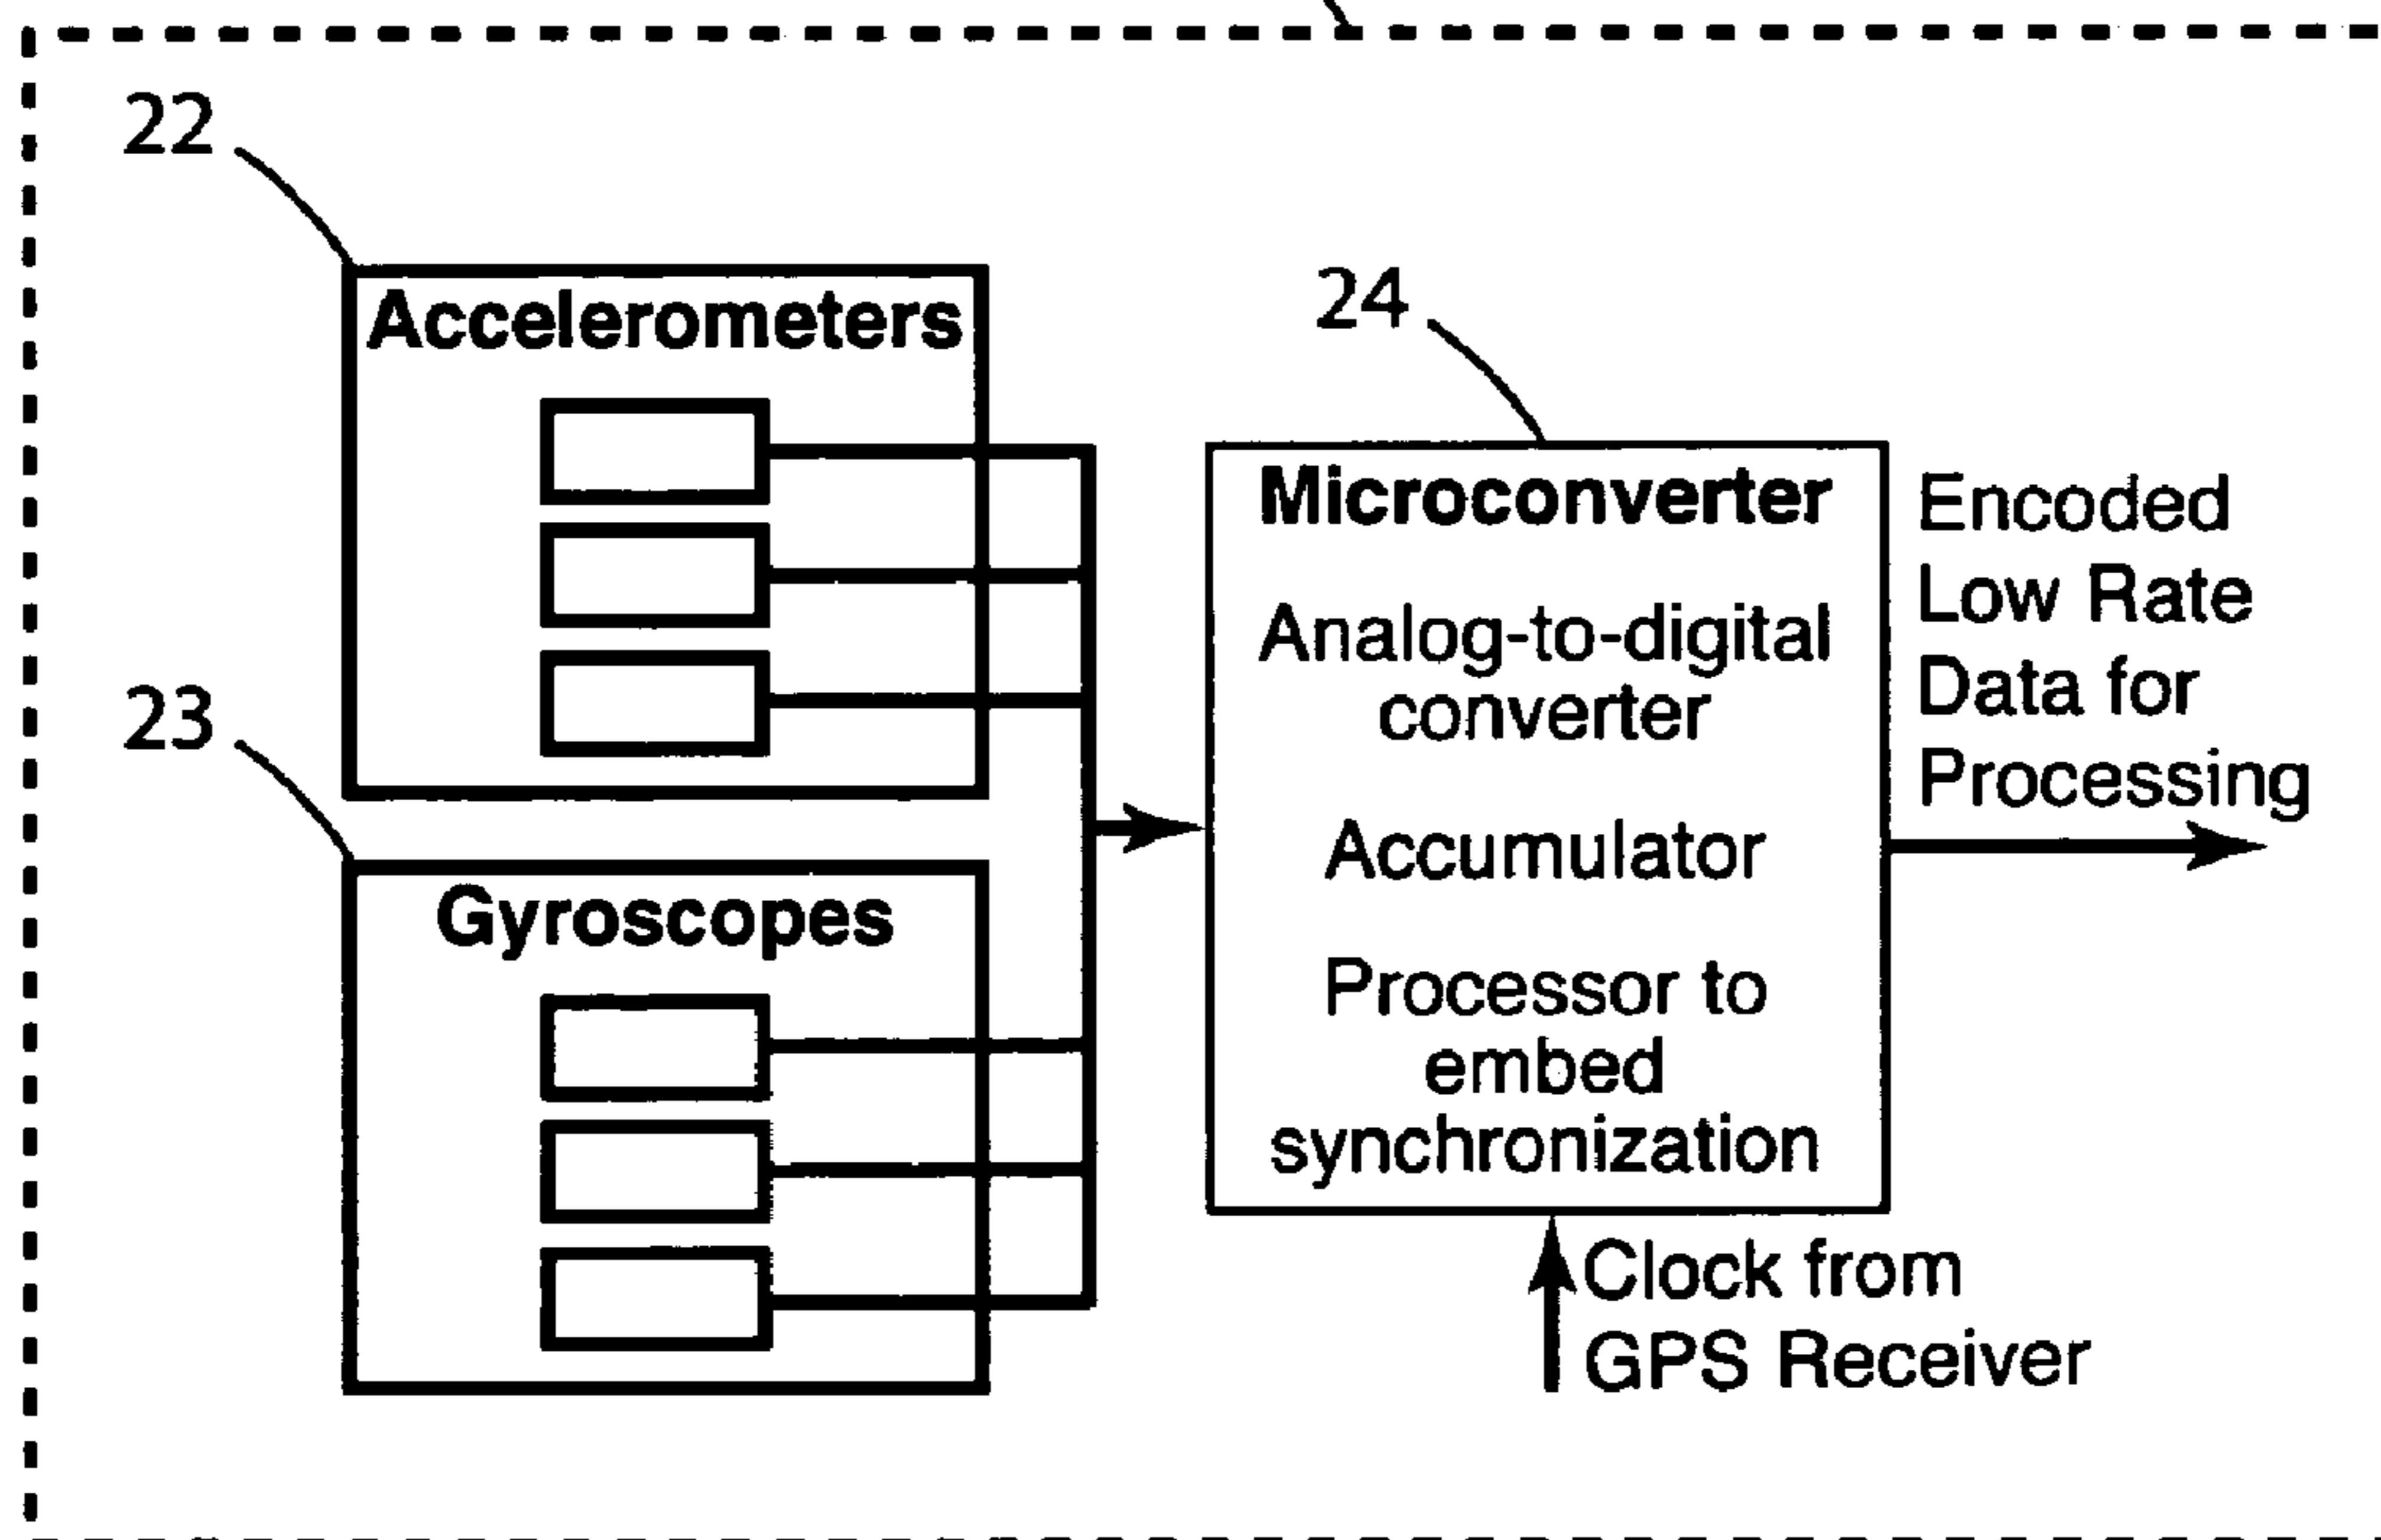 22
Accelerometers
23
Gyroscopes
24
Microconverter
Analog-to-digital
converter
Accumulator
Processor to
embed
synchronization
Encoded
Low Rate
Data for
Processing
Clock from
GPS Receiver